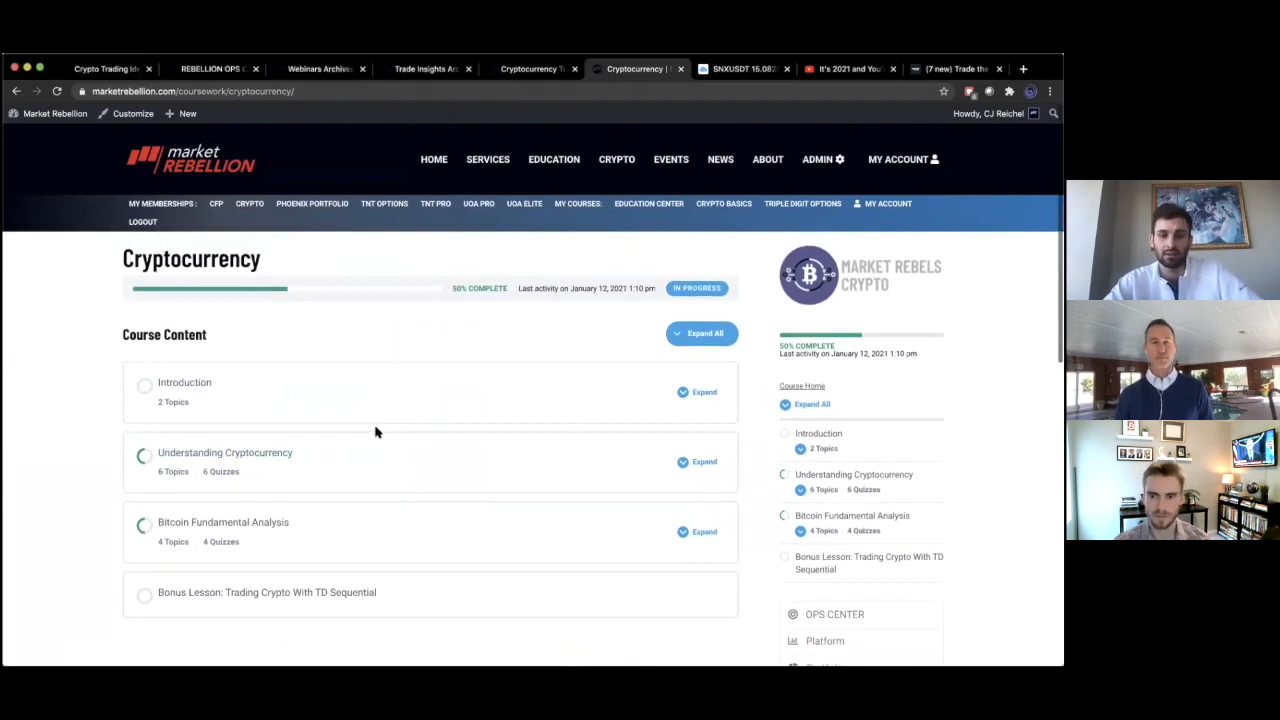 Crypto Trading Id
REBELLION OPS C
Webinars Archives
Trade Insights Arc
Cryptocurrency T
Cryptocurrency |
SNXUSDT 15.082
It's 2021 and You'
(7 new) Trade the
marketrebellion.com/coursework/cryptocurrency/
Market Rebellion Customize New
Howdy, CJ Reichel
market
REBELLION
HOME SERVICES EDUCATION CRYPTO EVENTS NEWS ABOUT ADMIN MY ACCOUNT
MY MEMBERSHIPS : CFP CRYPTO PHOENIX PORTFOLIO TNT OPTIONS TNT PRO UOA PRO UOA ELITE MY COURSES: EDUCATION CENTER CRYPTO BASICS TRIPLE DIGIT OPTIONS MY ACCOUNT
LOGOUT
Cryptocurrency
50% COMPLETE Last activity on January 12, 2021 1:10 pm IN PROGRESS
Course Content
Expand All
Introduction
2 Topics
Expand
Understanding Cryptocurrency
6 Topics 6 Quizzes
Expand
Bitcoin Fundamental Analysis
4 Topics 4 Quizzes
Expand
Bonus Lesson: Trading Crypto With TD Sequential
MARKET REBELS
CRYPTO
50% COMPLETE
Last activity on January 12, 2021 1:10 pm
Course Home
Expand All
Introduction
2 Topics
Understanding Cryptocurrency
6 Topics 6 Quizzes
Bitcoin Fundamental Analysis
4 Topics 4 Quizzes
Bonus Lesson: Trading Crypto With TD
Sequential
OPS CENTER
Platform